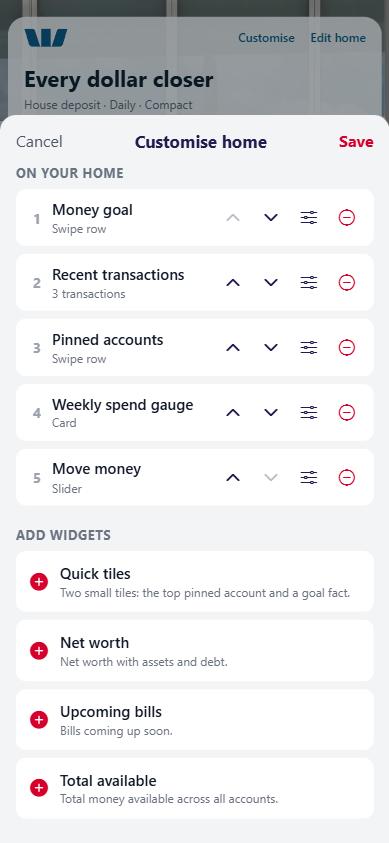 Customise
Edit home
Every dollar closer
House deposit · Daily · Compact
Cancel
Customise home
Save
ON YOUR HOME
1
Money goal
Swipe row
2
Recent transactions
3 transactions
3
Pinned accounts
Swipe row
4
Weekly spend gauge
Card
5
Move money
Slider
ADD WIDGETS
Quick tiles
Two small tiles: the top pinned account and a goal fact.
Net worth
Net worth with assets and debt.
Upcoming bills
Bills coming up soon.
Total available
Total money available across all accounts.